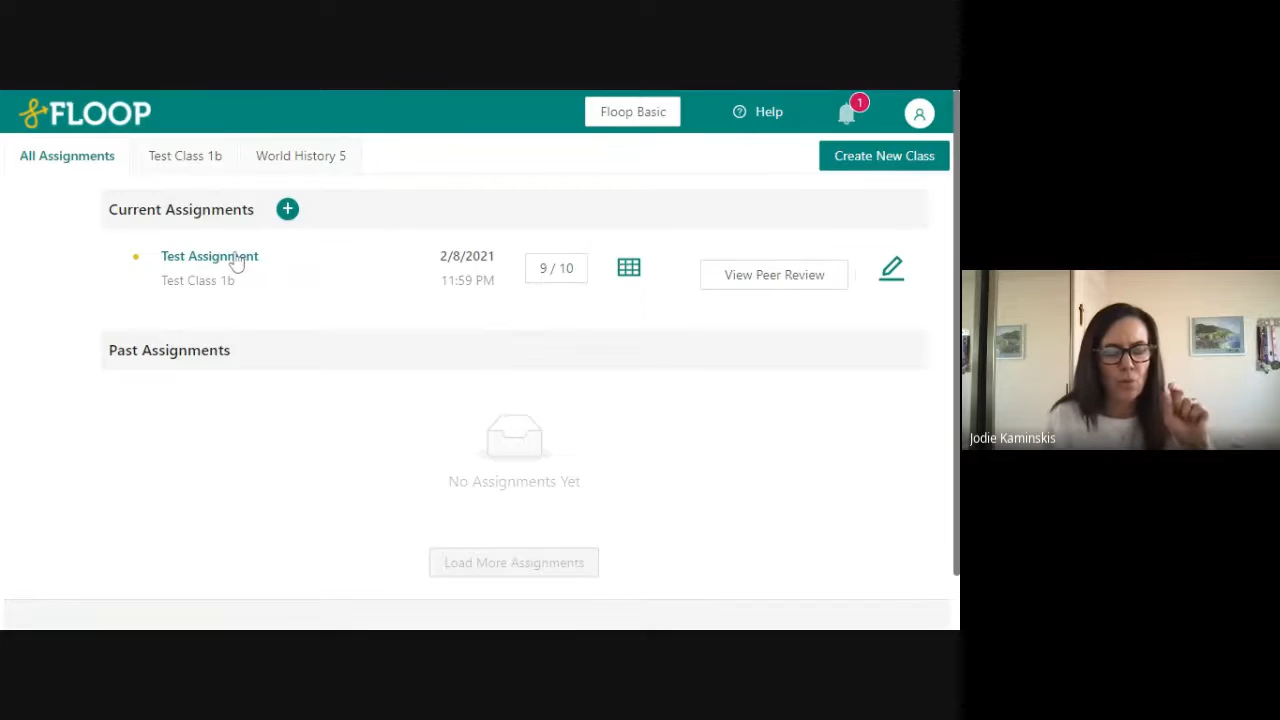 FLOOP
Floop Basic
Help
1
All Assignments
Test Class 1b
World History 5
Create New Class
Current Assignments
Test Assignment
2/8/2021
9 / 10
View Peer Review
Test Class 1b
11:59 PM
Past Assignments
No Assignments Yet
Load More Assignments
Jodie Kaminskis